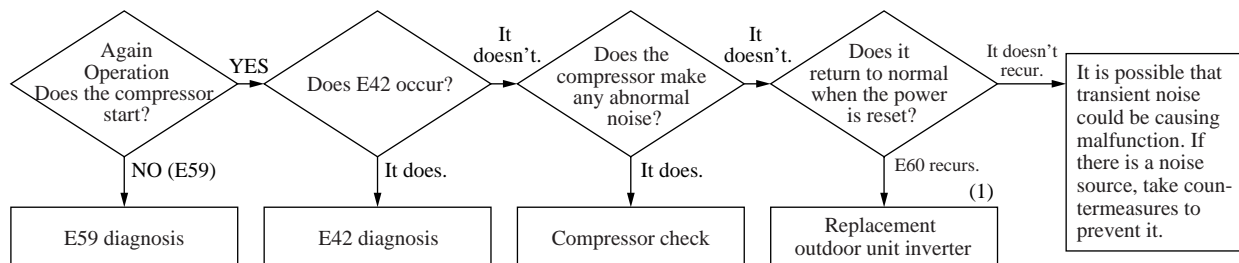 Again
Operation
Does the compressor
start?
YES
NO (E59)
E59 diagnosis
Does E42 occur?
It
doesn't.
It does.
E42 diagnosis
Does the
compressor make
any abnormal
noise?
It
doesn't.
It does.
Compressor check
Does it
return to normal
when the power
is reset?
It doesn't
recur.
E60 recurs.
(1)
Replacement
outdoor unit inverter
It is possible that
transient noise
could be causing
malfunction. If
there is a noise
source, take coun-
termeasures to
prevent it.